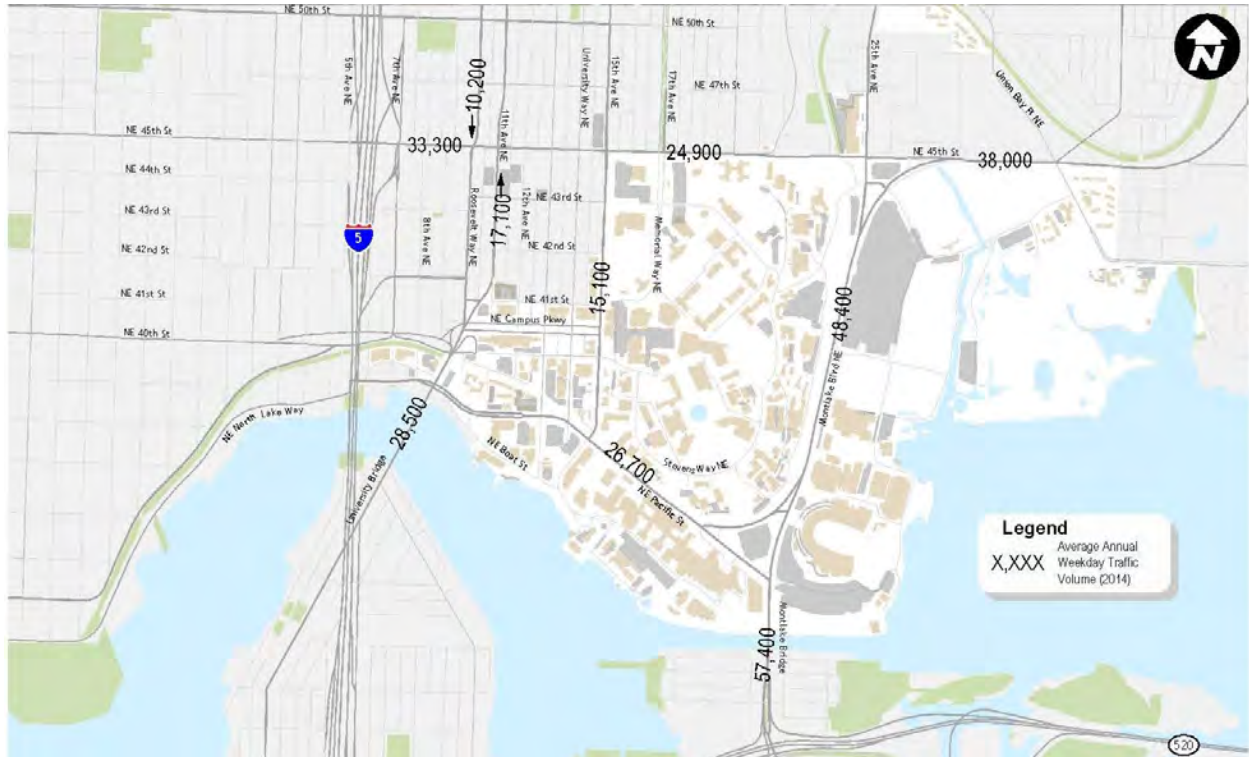 NE 50th St
NE 50th St
5th Ave NE
7th Ave NE
10,200
11th Ave NE
University Way NE
15th Ave NE
17th Ave NE
NE 47th St
25th Ave NE
Union Bay Pl NE
N
NE 45th St
33,300
24,900
NE 45th St
38,000
NE 44th St
NE 43rd St
NE 42nd St
NE 41st St
NE 40th St
5
8th Ave NE
Roosevelt Way NE
17,100
12th Ave NE
NE 43rd St
NE 42nd St
NE 41st St
NE Campus Pkwy
15,100
Memorial Way NE
48,400
Montlake Blvd NE
NE North Lake Way
28,500
University Bridge
NE Boat St
26,700
Stevens Way NE
NE Pacific St
Montlake Bridge
57,400
Legend
X,XXX
Average Annual
Weekday Traffic
Volume (2014)
520